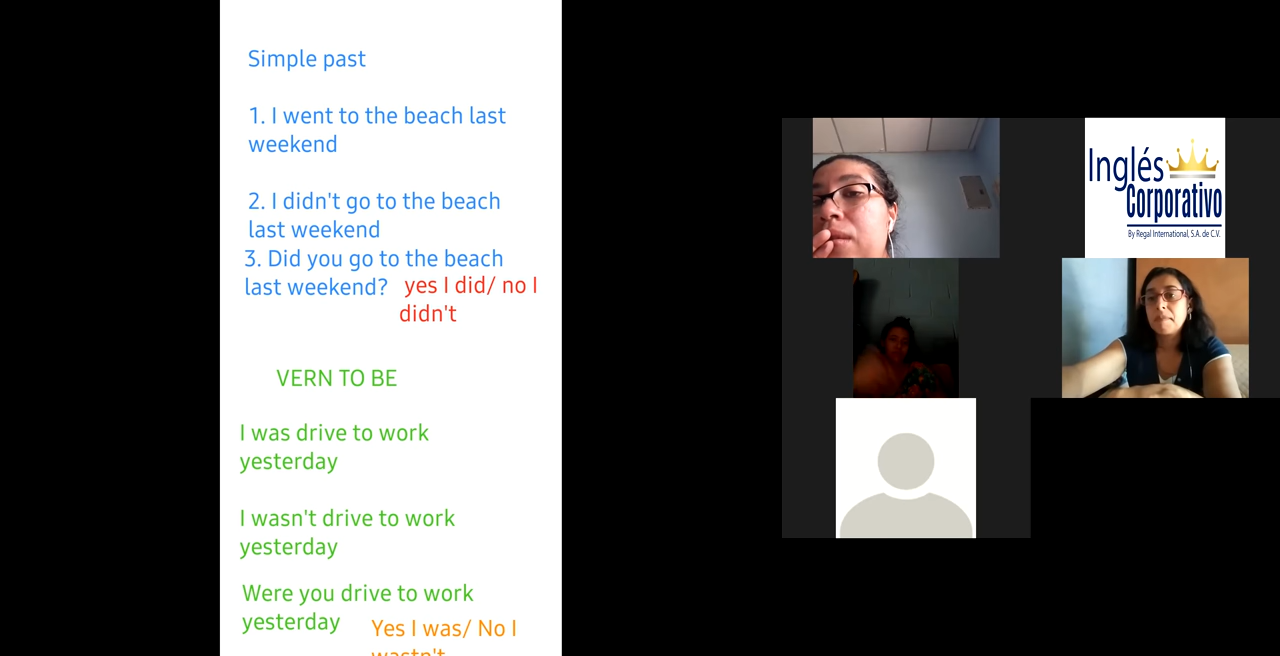 Simple past
1. I went to the beach last
weekend
2. I didn't go to the beach
last weekend
3. Did you go to the beach
last weekend?
yes I did/ no I
didn't
VERN TO BE
I was drive to work
yesterday
I wasn't drive to work
yesterday
Were you drive to work
yesterday
Yes I was/ No I
wastn't
Inglés
Corporativo
By Regal International, S.A. de C.V.